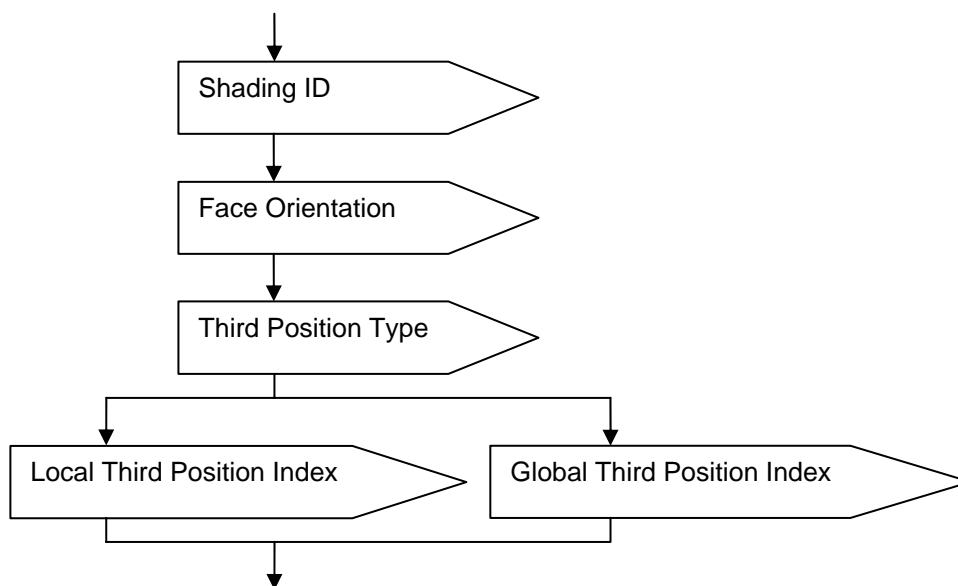 Shading ID
Face Orientation
Third Position Type
Local Third Position Index
Global Third Position Index